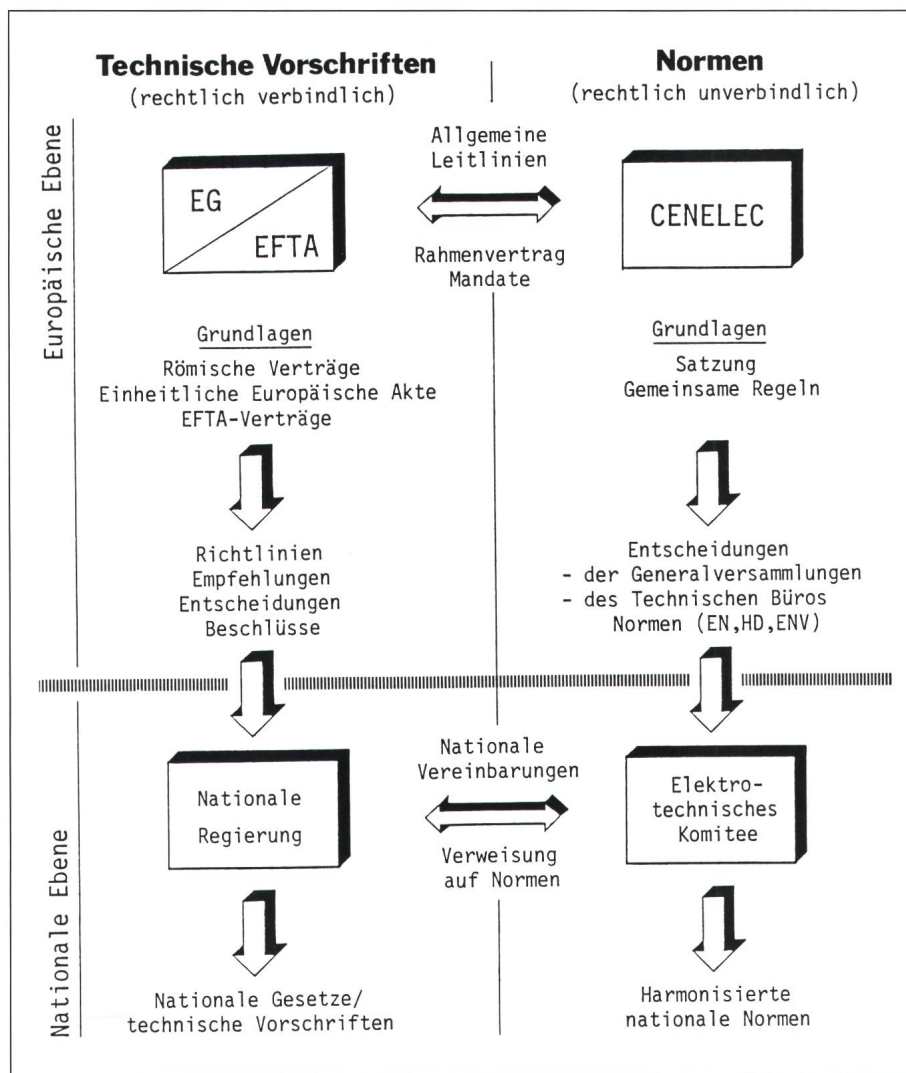 Technische Vorschriften
(rechtlich verbindlich)
Normen
(rechtlich unverbindlich)
Europäische Ebene
EG
EFTA
Allgemeine
Leitlinien
Rahmenvertrag
Mandate
CENELEC
Grundlagen
Römische Verträge
Einheitliche Europäische Akte
EFTA-Verträge
Grundlagen
Satzung
Gemeinsame Regeln
Richtlinien
Empfehlungen
Entscheidungen
Beschlüsse
Entscheidungen
- der Generalversammlungen
- des Technischen Büros
Normen (EN,HD,ENV)
Nationale Ebene
Nationale
Regierung
Nationale
Vereinbarungen
Verweisung
auf Normen
Elektro-
technisches
Komitee
Nationale Gesetze/
technische Vorschriften
Harmonisierte
nationale Normen